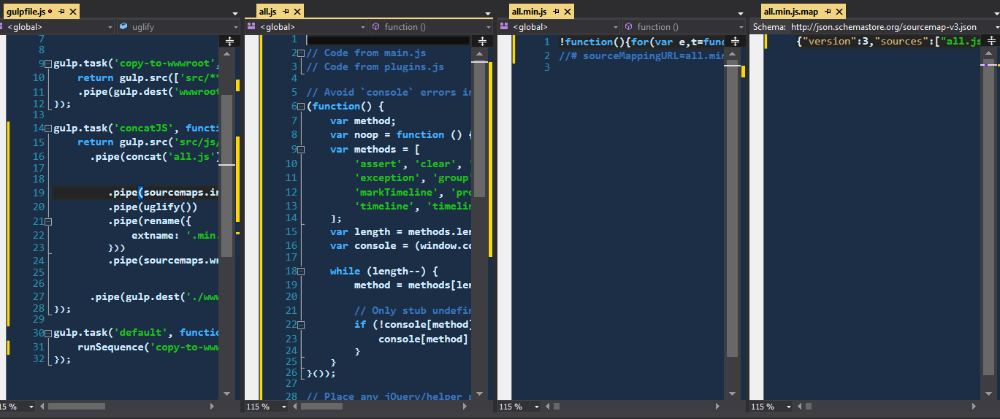 gulpfile.js
<global>
uglify
7
8
9 gulp.task('copy-to-wwwroot',
10 return gulp.src(['src/**
11 .pipe(gulp.dest('wwwroot
12 });
13
14 gulp.task('concatJS', functi
15 return gulp.src('src/js/
16 .pipe(concat('all.js'
17
18
19 .pipe(sourcemaps.in
20 .pipe(uglify())
21 .pipe(rename({
22 extname: '.min.
23 }))
24 .pipe(sourcemaps.wr
25
26
27 .pipe(gulp.dest('./www
28 });
29
30 gulp.task('default', functio
31 runSequence('copy-to-www
32 });
15 %
all.js
<global>
function ()
1
2 // Code from main.js
3 // Code from plugins.js
4
5 // Avoid `console` errors in
6 (function() {
7 var method;
8 var noop = function () {
9 var methods = [
10 'assert', 'clear', '
11 'exception', 'group'
12 'markTimeline', 'pro
13 'timeline', 'timelin
14 ];
15 var length = methods.len
16 var console = (window.co
17
18 while (length--) {
19 method = methods[len
20
21 // Only stub undefin
22 if (!console[method]
23 console[method]
24 }
25 }
26 }());
27
28 // Place any jQuery/helper p
115 %
all.min.js
<global>
function ()
1 !function(){for(var e,t=func
2 //# sourceMappingURL=all.min
3
115 %
all.min.js.map
Schema: http://json.schemastore.org/sourcemap-v3.json
{"version":3,"sources":["all.js
115 %